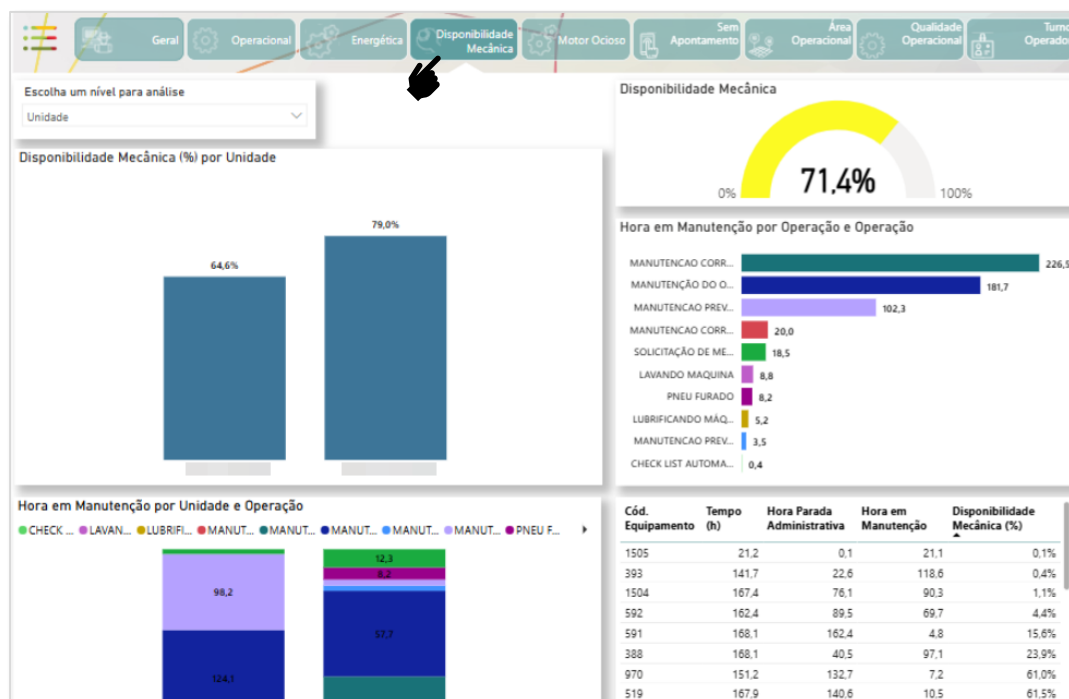 Geral
Operacional
Energética
Disponibilidade
Mecânica
Motor Ocioso
Sem
Apontamento
Área
Operacional
Qualidade
Operacional
Turno
Operador
Escolha um nível para análise
Unidade
Disponibilidade Mecânica
71,4%
0%
100%
Disponibilidade Mecânica (%) por Unidade
64,6%
79,0%
Hora em Manutenção por Operação e Operação
MANUTENCAO CORR... 226,5
MANUTENÇÃO DO O... 181,7
MANUTENCAO PREV... 102,3
MANUTENCAO CORR... 20,0
SOLICITAÇÃO DE ME... 18,5
LAVANDO MAQUINA 8,8
PNEU FURADO 8,2
LUBRIFICANDO MÁQ... 5,2
MANUTENCAO PREV... 3,5
CHECK LIST AUTOMA... 0,4
Hora em Manutenção por Unidade e Operação
CHECK ... LAVAN... LUBRIFI... MANUT... MANUT... MANUT... MANUT... MANUT... PNEU F...
98,2
124,1
12,3
8,2
57,7
Cód. Tempo Hora Parada Hora em Disponibilidade
Equipamento (h) Administrativa Manutenção Mecânica (%)
1505 21,2 0,1 21,1 0,1%
393 141,7 22,6 118,6 0,4%
1504 167,4 76,1 90,3 1,1%
592 162,4 89,5 69,7 4,4%
591 168,1 162,4 4,8 15,6%
388 168,1 40,5 97,1 23,9%
970 151,2 132,7 7,2 61,0%
519 167,9 140,6 10,5 61,5%